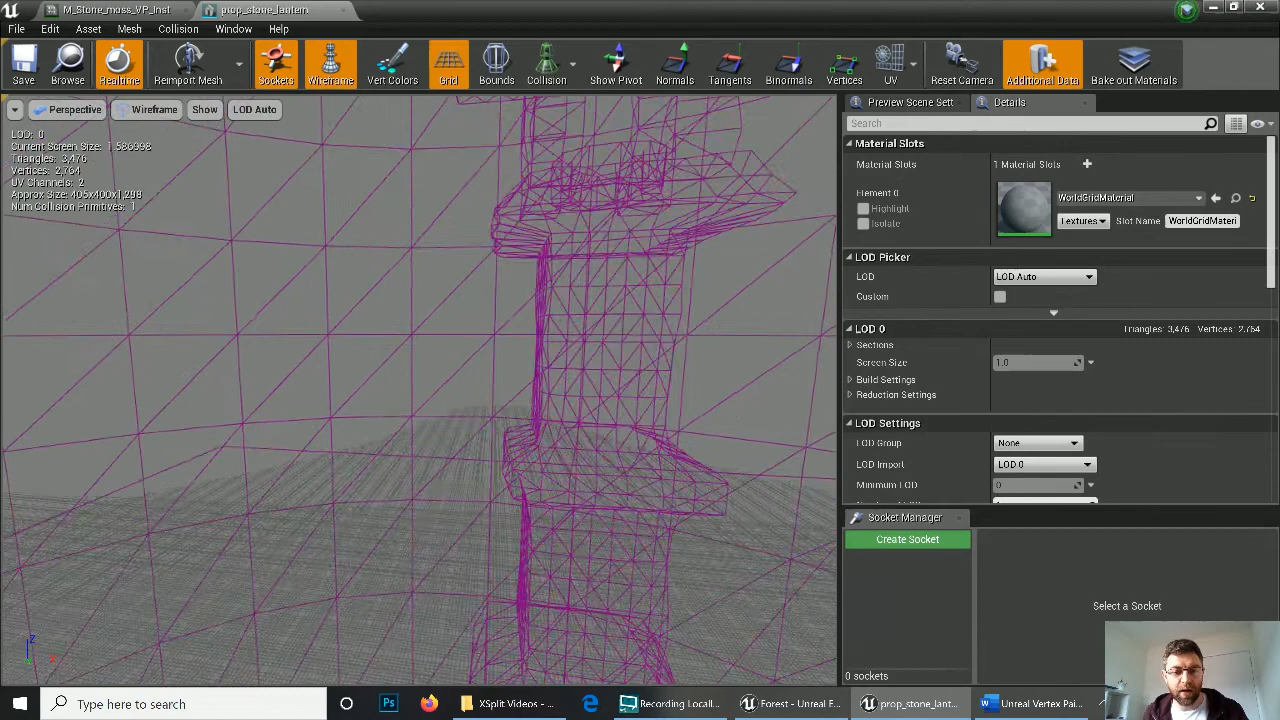 M_Stone_moss_VP_Inst
prop_stone_lantern
File Edit Asset Mesh Collision Window Help
Save Browse Realtime Reimport Mesh Sockets Wireframe Vert Colors Grid Bounds Collision Show Pivot Normals Tangents Binormals Vertices UV Reset Camera Additional Data Bake out Materials
Perspective Wireframe Show LOD Auto
LOD: 0
Current Screen Size: 1.586933
Triangles: 3,476
Vertices: 2,764
UV Channels: 2
Approx Size: 405x400x1,298
Num Collision Primitives: 1
Preview Scene Sett Details
Search
Material Slots
Material Slots 1 Material Slots
Element 0 WorldGridMaterial
Highlight
Isolate
Textures Slot Name WorldGridMateri
LOD Picker
LOD LOD Auto
Custom
LOD 0 Triangles: 3,476 Vertices: 2,764
Sections
Screen Size 1.0
Build Settings
Reduction Settings
LOD Settings
LOD Group None
LOD Import LOD 0
Minimum LOD 0
Socket Manager
Create Socket
Select a Socket
0 sockets
Z
X
Type here to search
Ps
XSplit Videos - ...
Recording Locall...
Forest - Unreal E...
prop_stone_lant...
Unreal Vertex Pai...